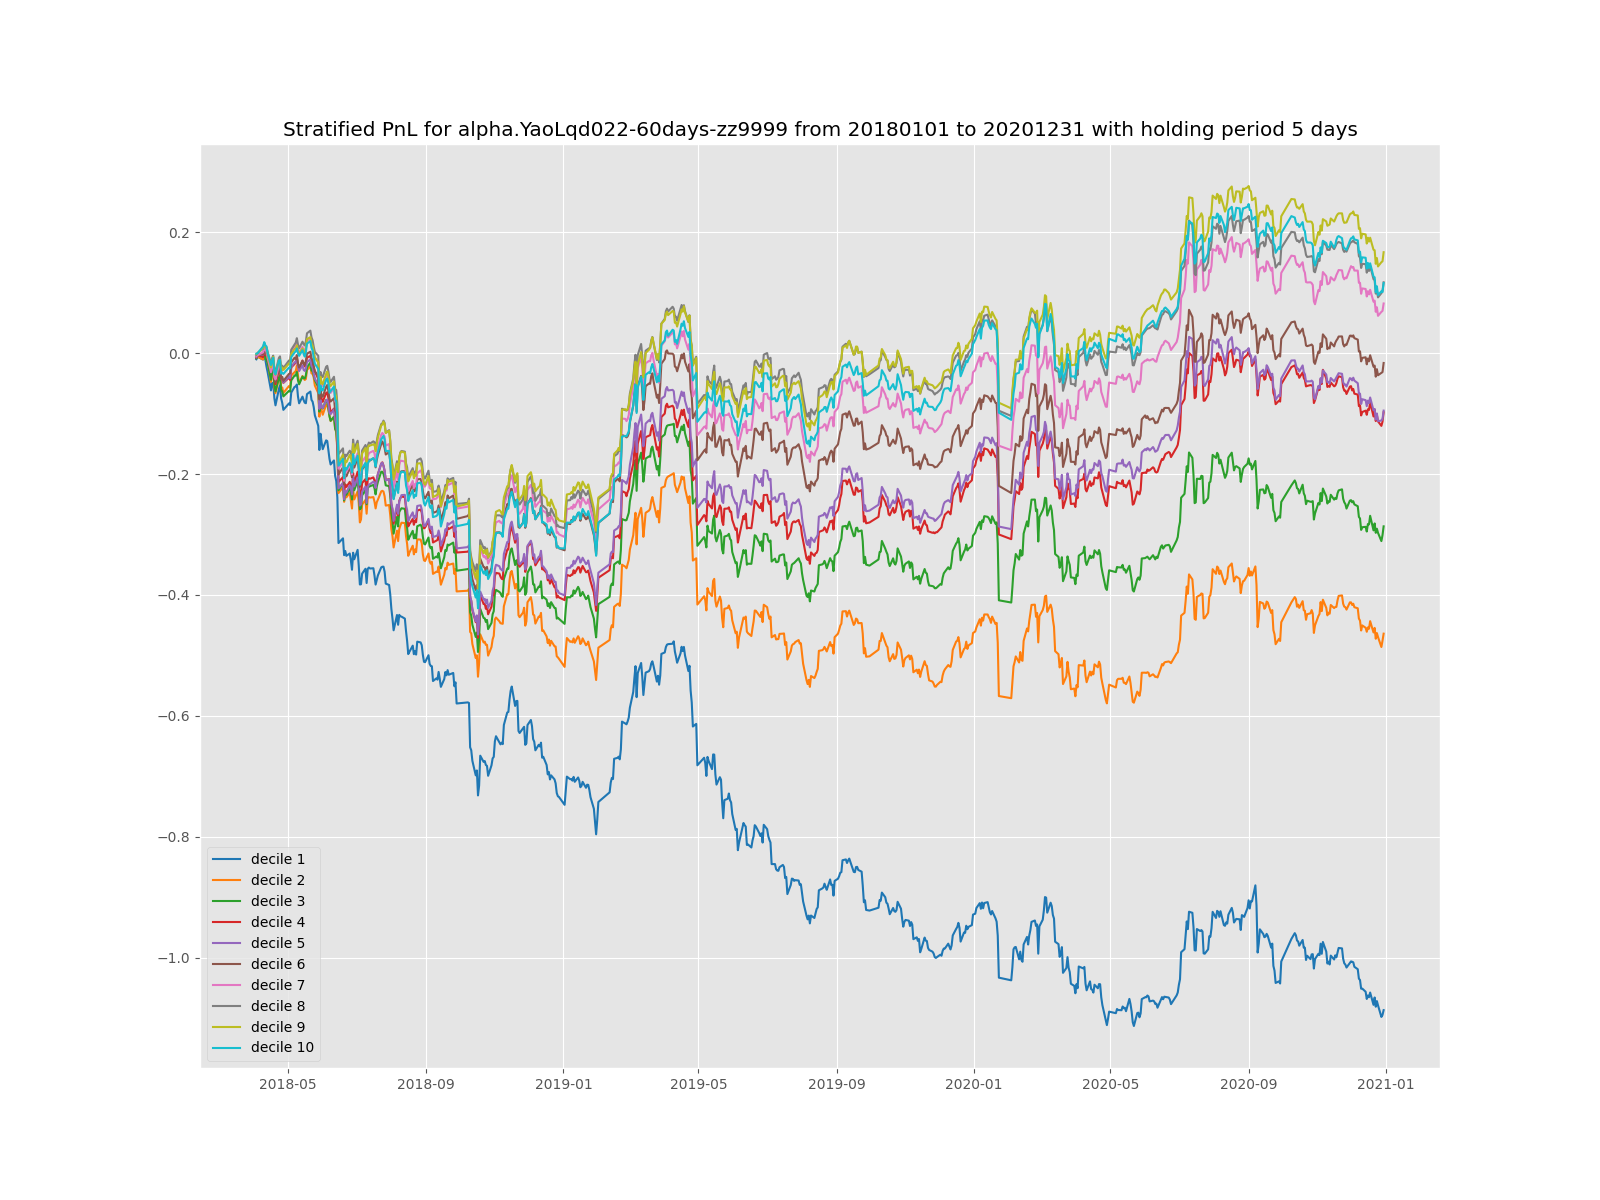 Stratified PnL for alpha.YaoLqd022-60days-zz9999 from 20180101 to 20201231 with holding period 5 days
0.2
0.0
−0.2
−0.4
−0.6
−0.8
−1.0
decile 1
decile 2
decile 3
decile 4
decile 5
decile 6
decile 7
decile 8
decile 9
decile 10
2018-05 2018-09 2019-01 2019-05 2019-09 2020-01 2020-05 2020-09 2021-01